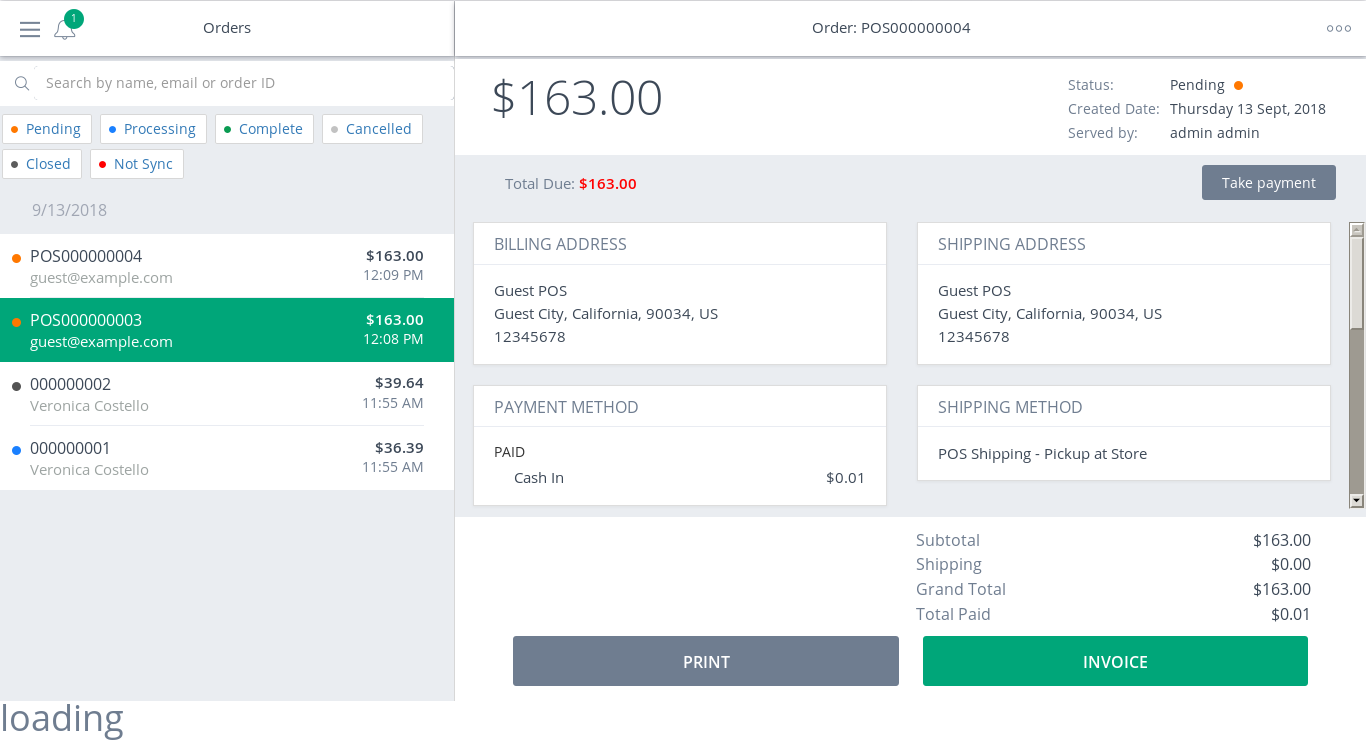 1
Orders
Order: POS000000004
Search by name, email or order ID
Pending
Processing
Complete
Cancelled
Closed
Not Sync
9/13/2018
POS000000004 $163.00
guest@example.com 12:09 PM
POS000000003 $163.00
guest@example.com 12:08 PM
000000002 $39.64
Veronica Costello 11:55 AM
000000001 $36.39
Veronica Costello 11:55 AM
$163.00
Status: Pending
Created Date: Thursday 13 Sept, 2018
Served by: admin admin
Total Due: $163.00
Take payment
BILLING ADDRESS
Guest POS
Guest City, California, 90034, US
12345678
SHIPPING ADDRESS
Guest POS
Guest City, California, 90034, US
12345678
PAYMENT METHOD
PAID
Cash In $0.01
SHIPPING METHOD
POS Shipping - Pickup at Store
Subtotal $163.00
Shipping $0.00
Grand Total $163.00
Total Paid $0.01
PRINT
INVOICE
loading